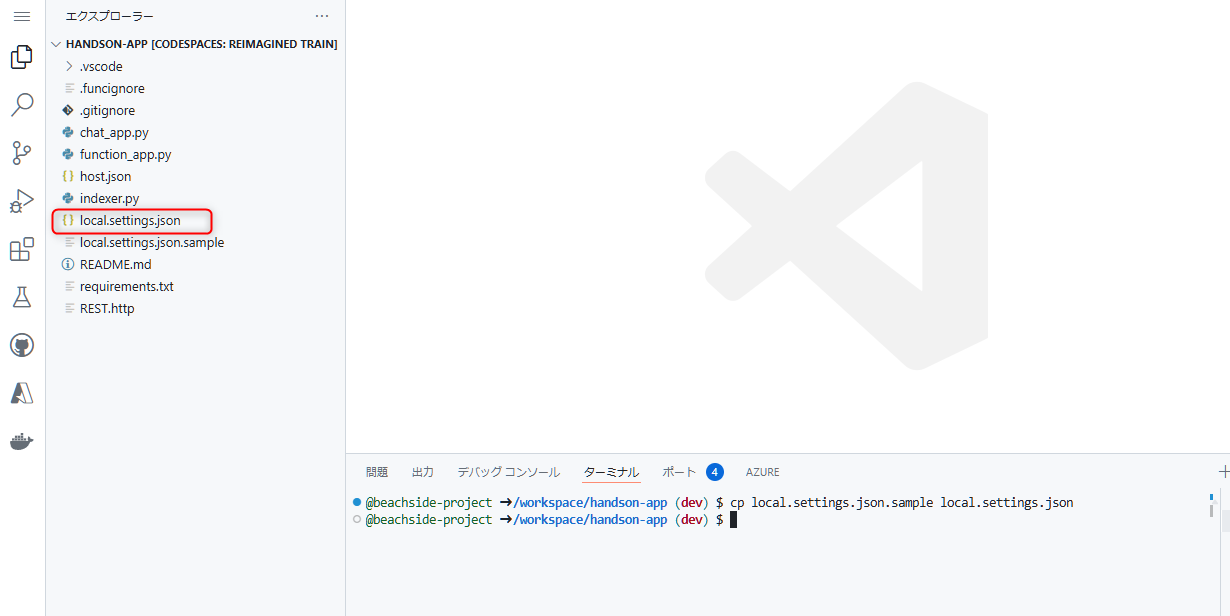 エクスプローラー
HANDSON-APP [CODESPACES: REIMAGINED TRAIN]
.vscode
.funcignore
.gitignore
chat_app.py
function_app.py
host.json
indexer.py
local.settings.json
local.settings.json.sample
README.md
requirements.txt
REST.http
問題 出力 デバッグ コンソール ターミナル ポート 4 AZURE
@beachside-project ➜/workspace/handson-app (dev) $ cp local.settings.json.sample local.settings.json
@beachside-project ➜/workspace/handson-app (dev) $